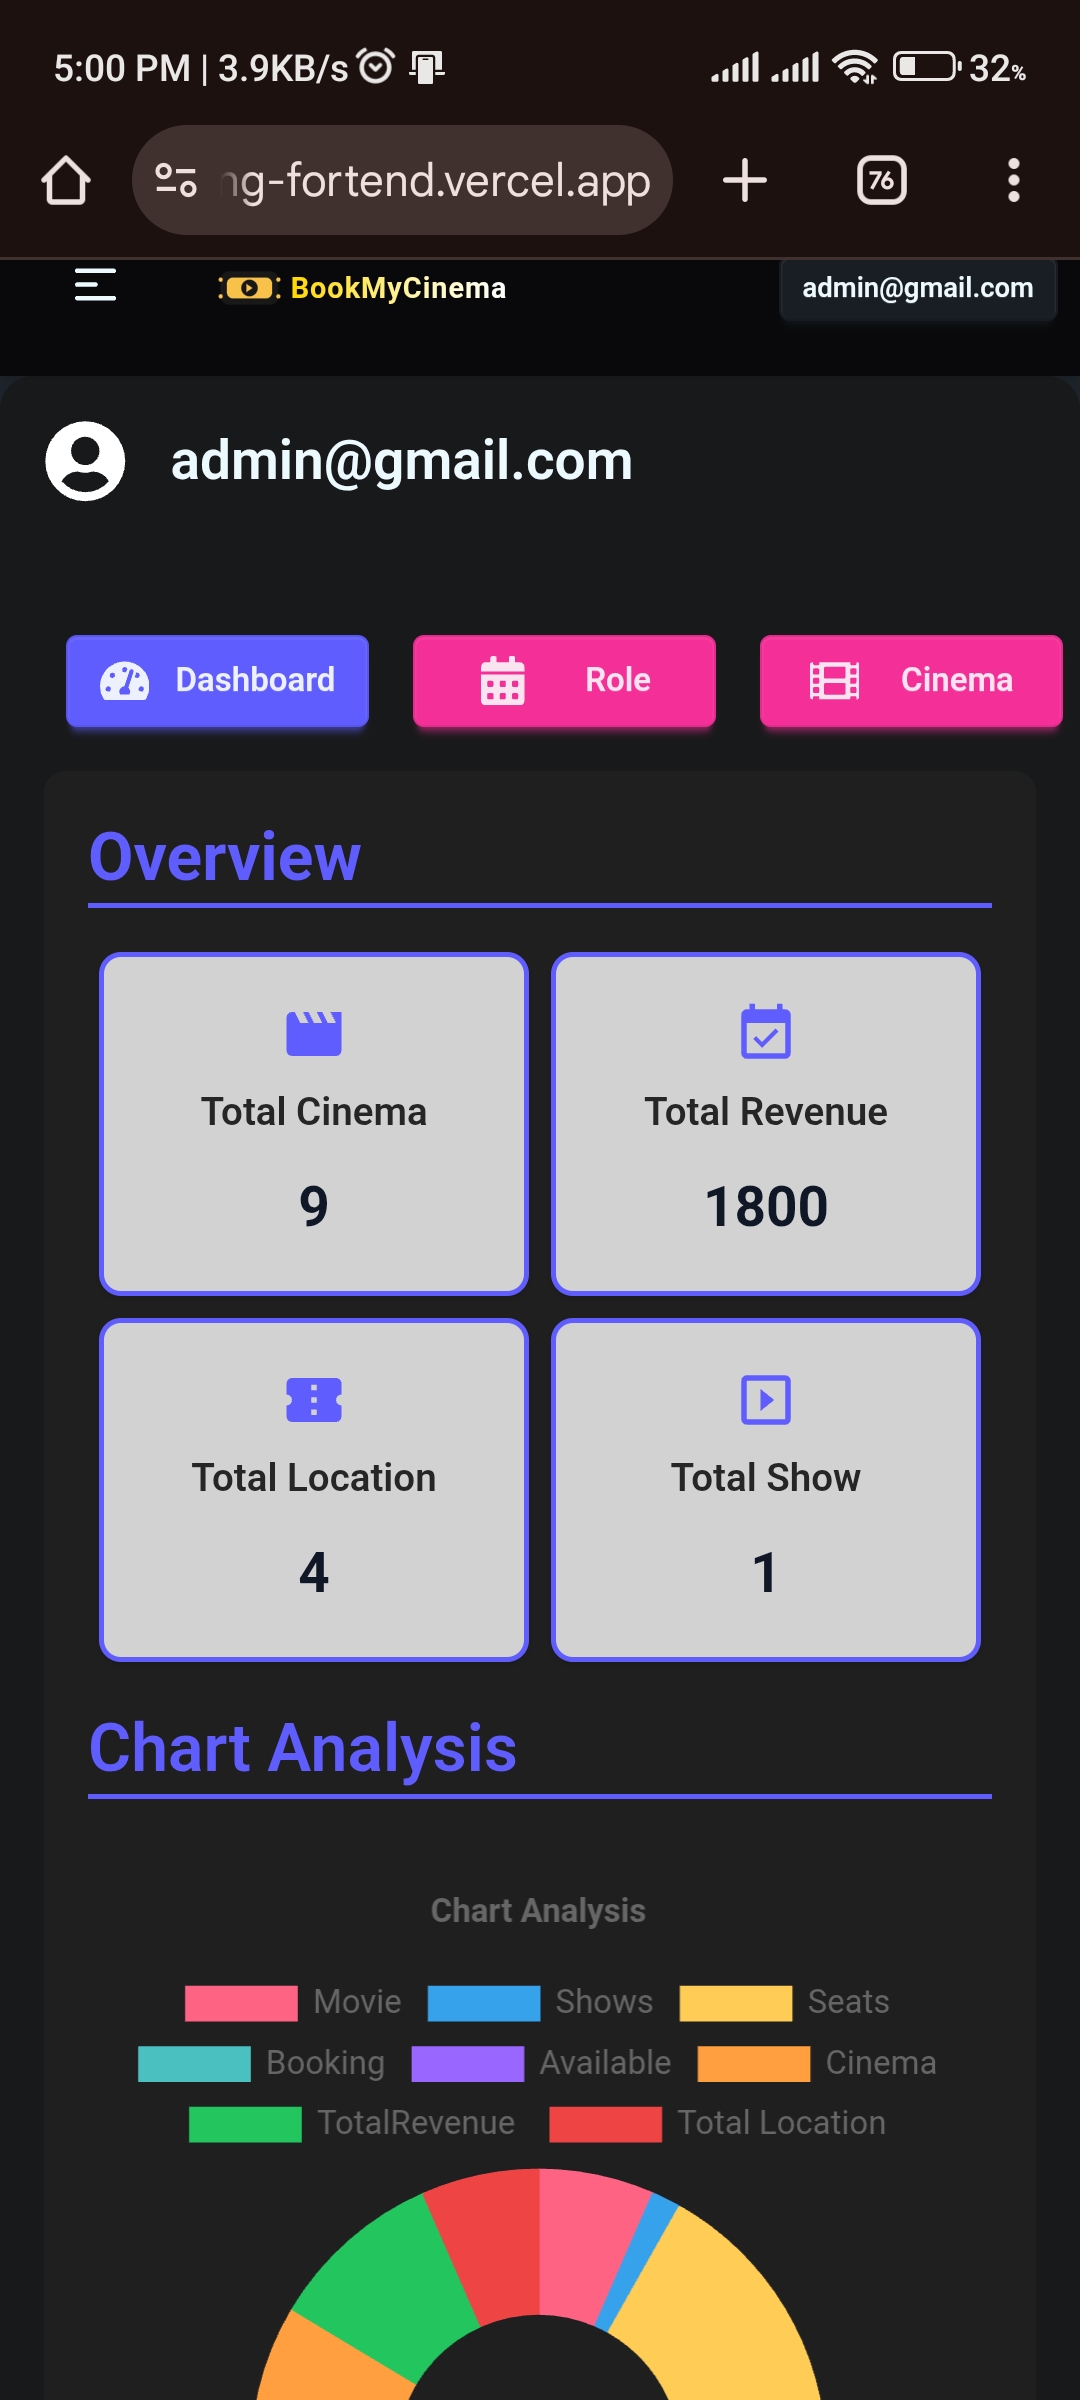 5:00 PM | 3.9KB/s 32%
ng-fortend.vercel.app 76
BookMyCinema admin@gmail.com
admin@gmail.com
Dashboard Role Cinema
Overview
Total Cinema Total Revenue
9 1800
Total Location Total Show
4 1
Chart Analysis
Chart Analysis
Movie Shows Seats
Booking Available Cinema
TotalRevenue Total Location